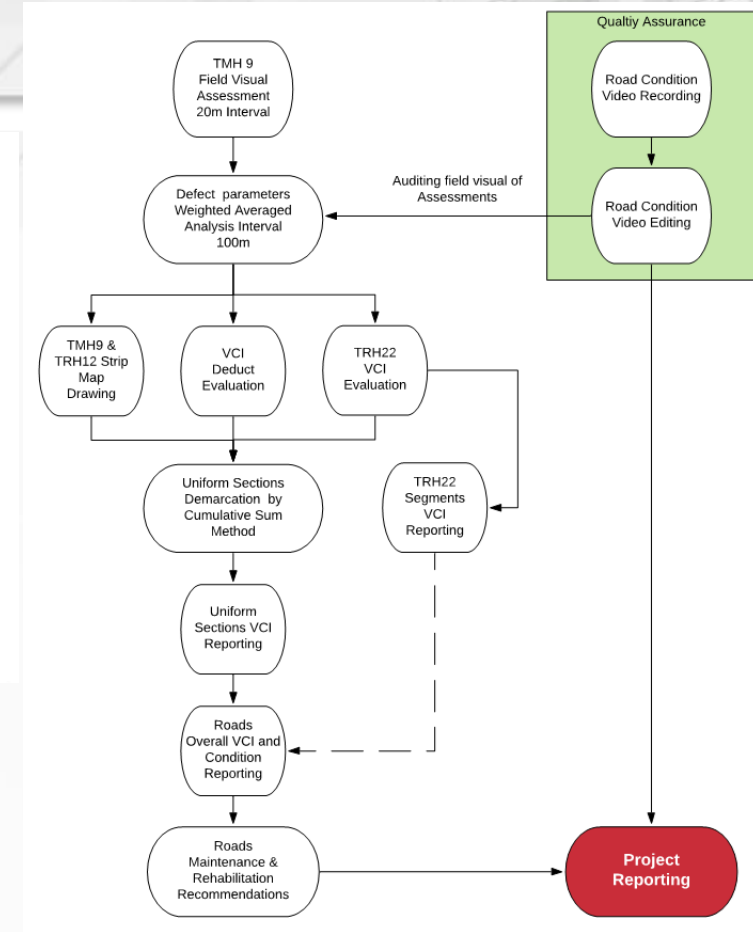 Qualtiy Assurance
TMH 9
Field Visual
Assessment
20m Interval
Road Condition
Video Recording
Auditing field visual of
Assessments
Defect parameters
Weighted Averaged
Analysis Interval
100m
Road Condition
Video Editing
TMH9 &
TRH12 Strip
Map
Drawing
VCI
Deduct
Evaluation
TRH22
VCI
Evaluation
Uniform Sections
Demarcation by
Cumulative Sum
Method
TRH22
Segments
VCI
Reporting
Uniform
Sections VCI
Reporting
Roads
Overall VCI and
Condition
Reporting
Roads
Maintenance &
Rehabilitation
Recommendations
Project
Reporting